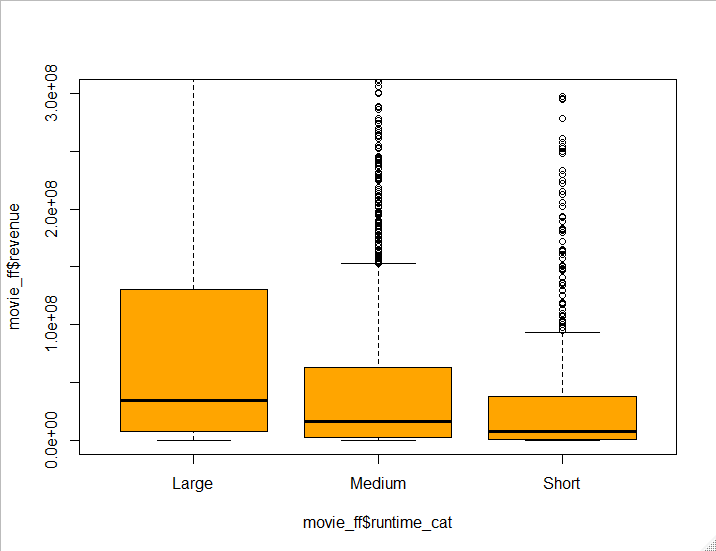 movie_ff$revenue
3.0e+08
2.0e+08
1.0e+08
0.0e+00
Large Medium Short
movie_ff$runtime_cat